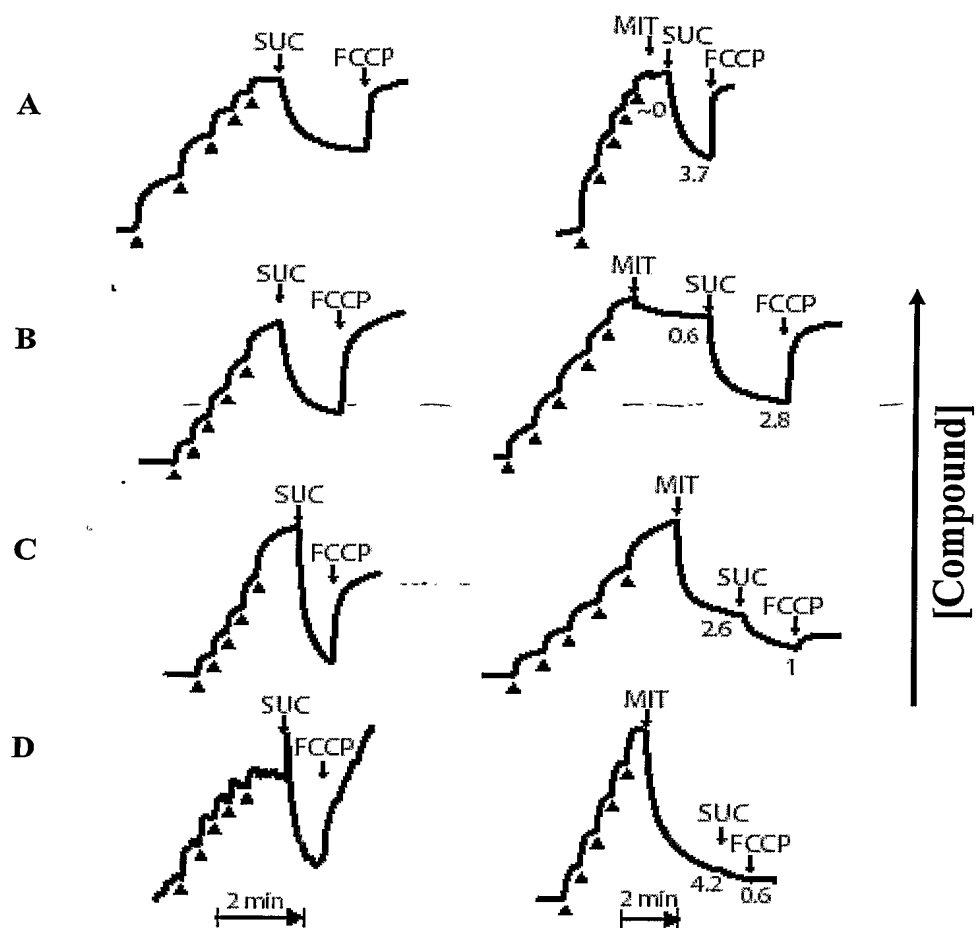 A
SUC
FCCP
MIT
SUC
FCCP
~0
3.7
B
SUC
FCCP
MIT
SUC
FCCP
0.6
2.8
C
SUC
FCCP
MIT
SUC
FCCP
2.6
1
D
SUC
FCCP
MIT
SUC
FCCP
4.2
0.6
2 min
2 min
[Compound]